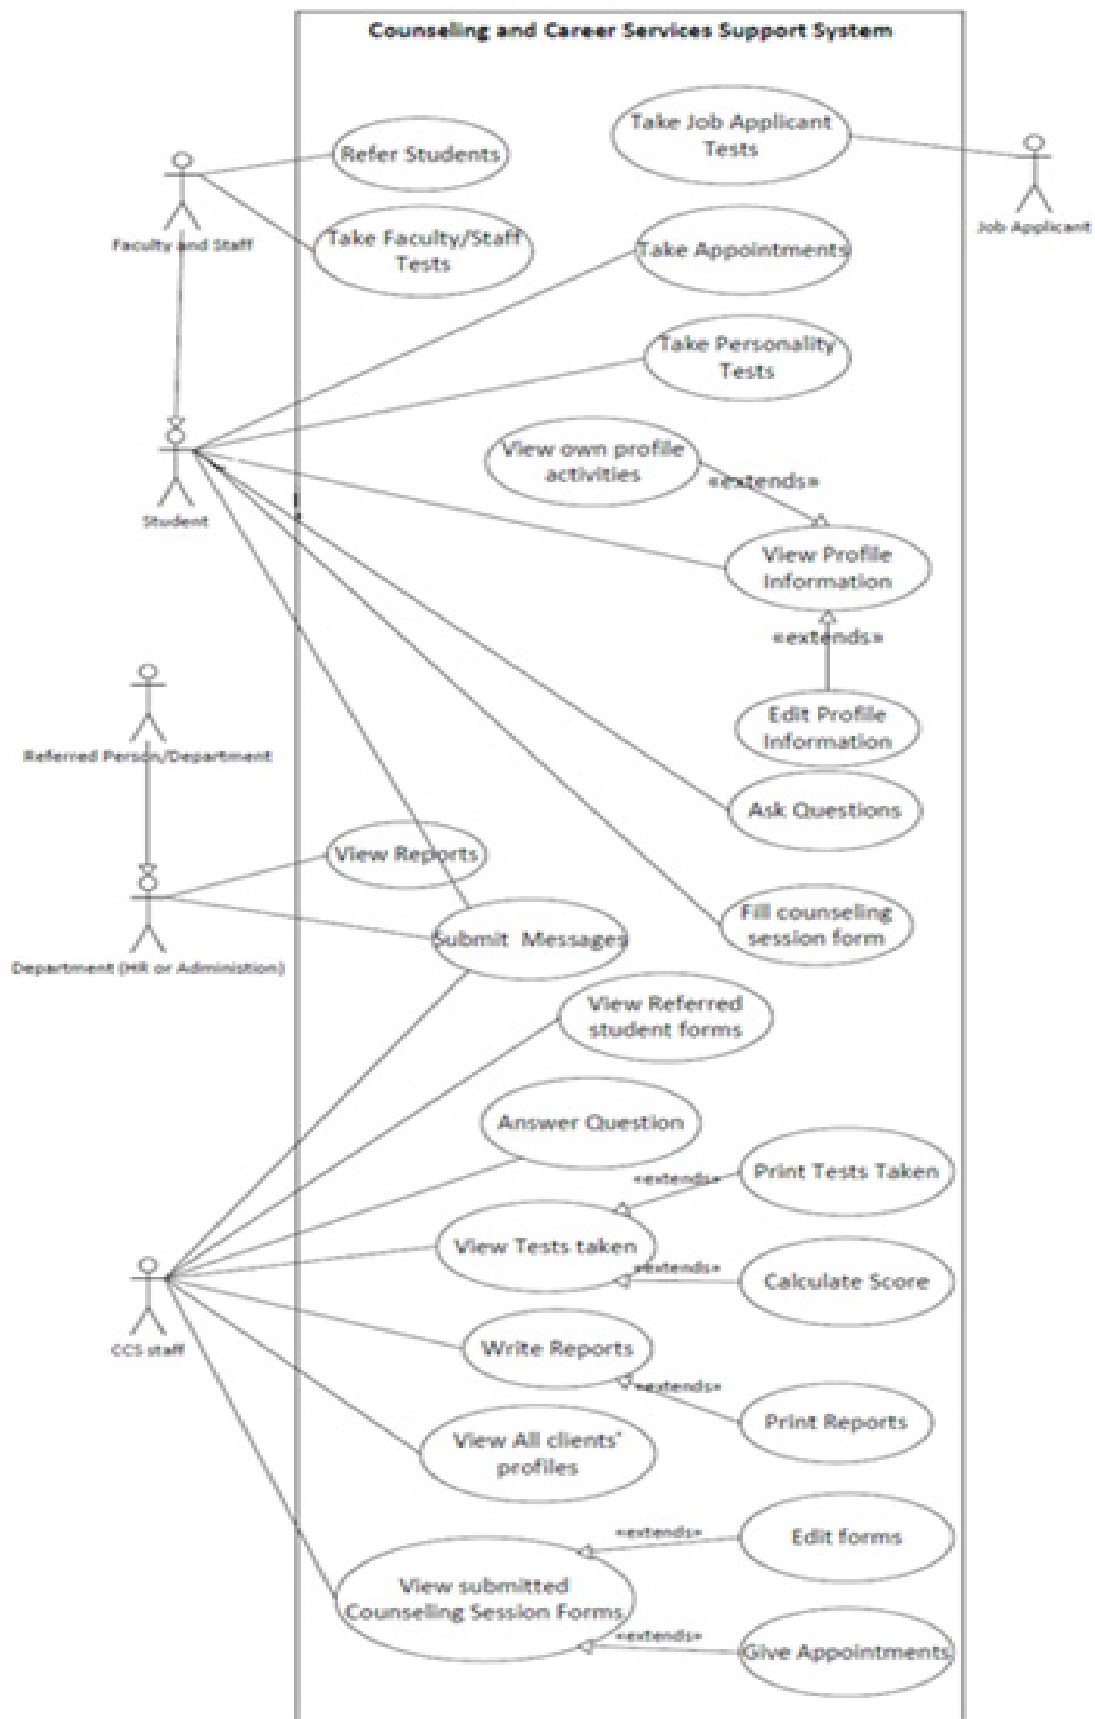 Counseling and Career Services Support System
Take Job Applicant
Tests
Refer Students
Job Applicant
Faculty and Staff
Take Faculty/Staff
Tests
Take Appointments
Take Personality
Tests
View own profile
activities
«extends»
Student
View Profile
Information
«extends»
Edit Profile
Information
Referred Person/Department
Ask Questions
View Reports
Fill counseling
session form
Submit Messages
Department (HR or Administion)
View Referred
student forms
Answer Question
Print Tests Taken
«extends»
View Tests taken
«extends»
Calculate Score
CCS staff
Write Reports
«extends»
Print Reports
View All clients'
profiles
«extends»
Edit forms
View submitted
Counseling Session Forms
«extends»
Give Appointments